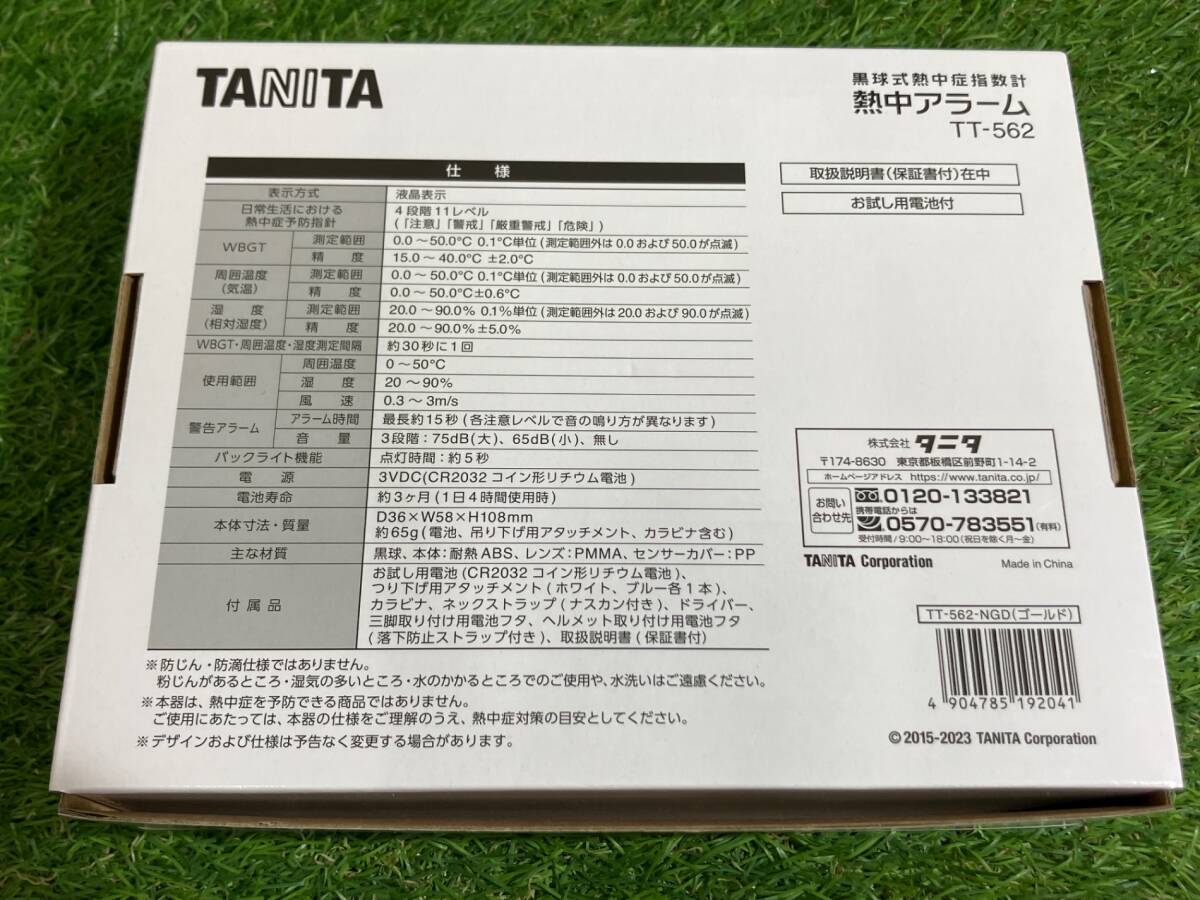 TANITA
黒球式熱中症指数計
熱中アラーム
TT-562
取扱説明書(保証書付)在中
お試し用電池付
仕 様
表示方式 液晶表示
日常生活における
熱中症予防指針
4段階11レベル
(「注意」「警戒」「厳重警戒」「危険」)
WBGT 測定範囲 0.0~50.0°C 0.1°C単位(測定範囲外は0.0および50.0が点滅)
精 度 15.0~40.0°C ±2.0°C
周囲温度
(気温)
測定範囲 0.0~50.0°C 0.1°C単位(測定範囲外は0.0および50.0が点滅)
精 度 0.0~50.0°C±0.6°C
湿 度
(相対湿度)
測定範囲 20.0~90.0% 0.1%単位(測定範囲外は20.0および90.0が点滅)
精 度 20.0~90.0%±5.0%
WBGT・周囲温度・湿度測定間隔 約30秒に1回
使用範囲 周囲温度 0~50°C
湿 度 20~90%
風 速 0.3~3m/s
警告アラーム アラーム時間 最長約15秒(各注意レベルで音の鳴り方が異なります)
音 量 3段階:75dB(大)、65dB(小)、無し
バックライト機能 点灯時間:約5秒
電 源 3VDC(CR2032コイン形リチウム電池)
電池寿命 約3ヶ月(1日4時間使用時)
本体寸法・質量
D36×W58×H108mm
約65g(電池、吊り下げ用アタッチメント、カラビナ含む)
主な材質 黒球、本体:耐熱ABS、レンズ:PMMA、センサーカバー:PP
付属品
お試し用電池(CR2032コイン形リチウム電池)、
つり下げ用アタッチメント(ホワイト、ブルー各1本)、
カラビナ、ネックストラップ(ナスカン付き)、ドライバー、
三脚取り付け用電池フタ、ヘルメット取り付け用電池フタ
(落下防止ストラップ付き)、取扱説明書(保証書付)
※防じん・防滴仕様ではありません。
粉じんがあるところ・湿気の多いところ・水のかかるところでのご使用や、水洗いはご遠慮ください。
※本器は、熱中症を予防できる商品ではありません。
ご使用にあたっては、本器の仕様をご理解のうえ、熱中症対策の目安としてください。
※デザインおよび仕様は予告なく変更する場合があります。
株式会社 タニタ
〒174-8630 東京都板橋区前野町1-14-2
ホームページアドレス https://www.tanita.co.jp/
お問い
合わせ先
0120-133821
携帯電話からは
0570-783551(有料)
受付時間/9:00~18:00(祝日を除く月~金)
TANITA Corporation Made in China
TT-562-NGD(ゴールド)
4 904785 192041
©2015-2023 TANITA Corporation